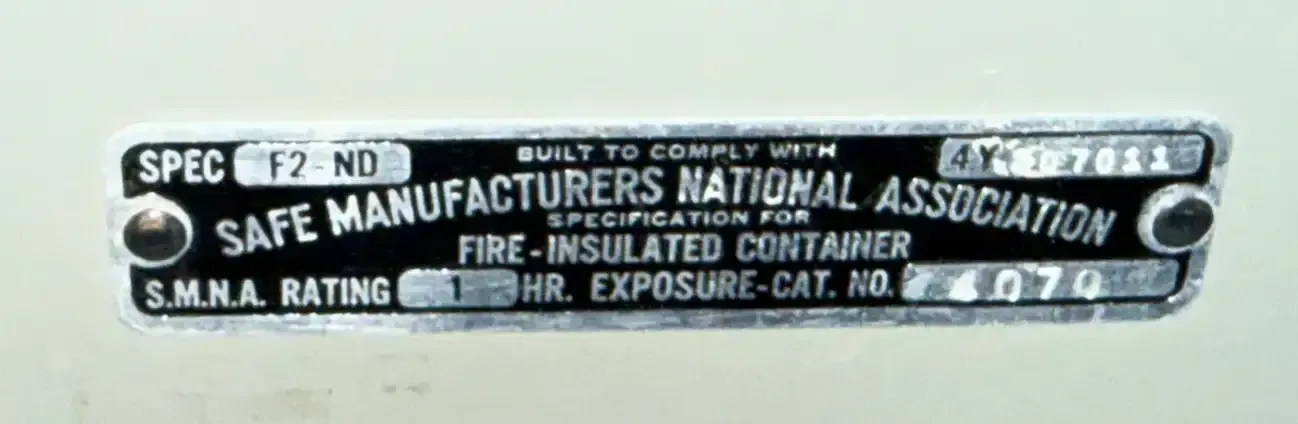 SPEC F2-ND BUILT TO COMPLY WITH
SAFE MANUFACTURERS NATIONAL ASSOCIATION
SPECIFICATION FOR
FIRE-INSULATED CONTAINER
S.M.N.A. RATING 1 HR. EXPOSURE-CAT. NO. 4070